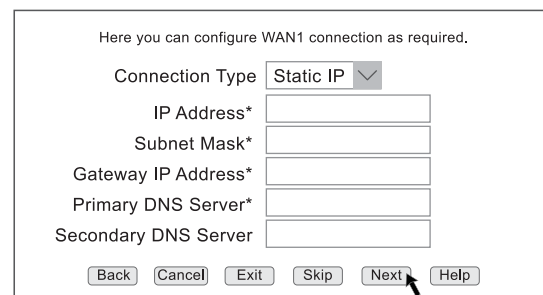 Here you can configure WAN1 connection as required.
Connection Type Static IP
IP Address*
Subnet Mask*
Gateway IP Address*
Primary DNS Server*
Secondary DNS Server
Back Cancel Exit Skip Next Help